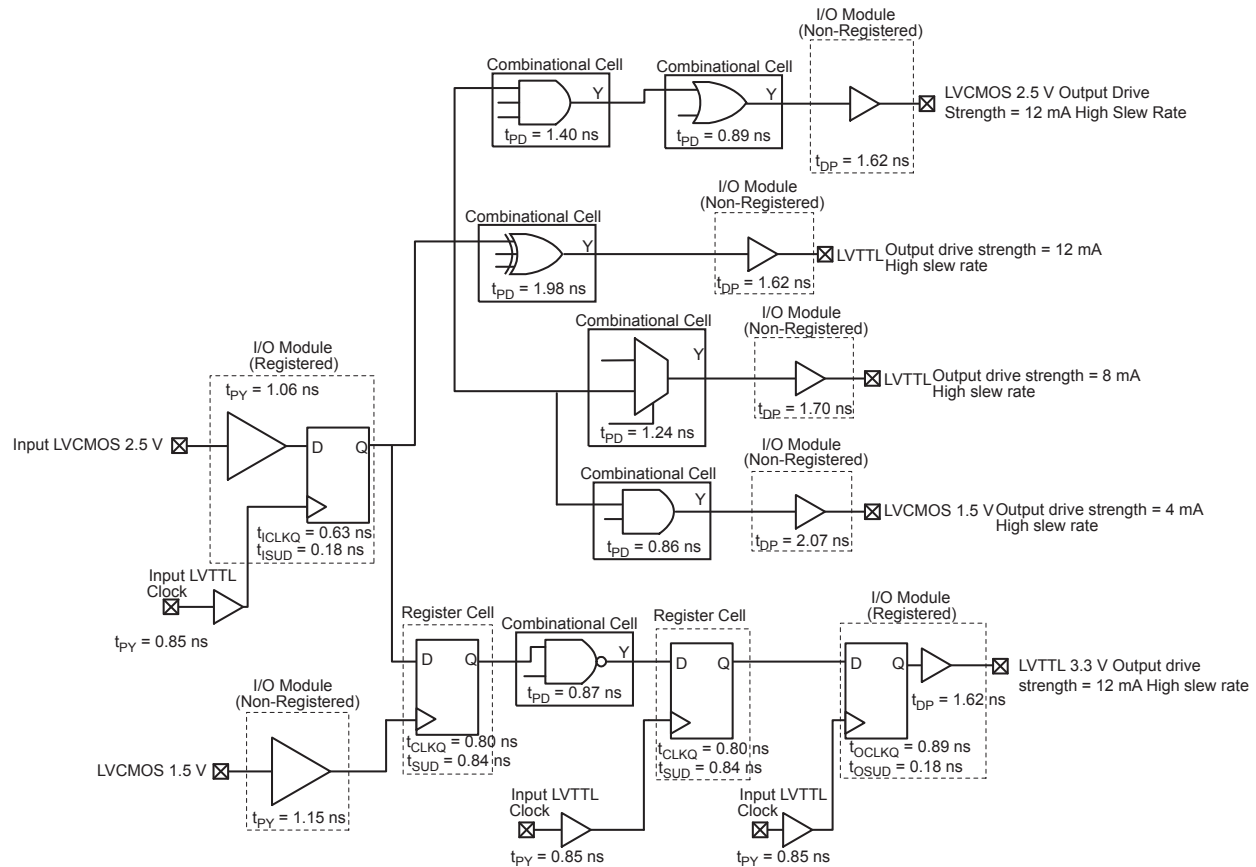 I/O Module
(Non-Registered)
Combinational Cell
Y
tPD = 1.40 ns
Combinational Cell
Y
tPD = 0.89 ns
tDP = 1.62 ns
LVCMOS 2.5 V Output Drive
Strength = 12 mA High Slew Rate
I/O Module
(Non-Registered)
Combinational Cell
Y
tPD = 1.98 ns
tDP = 1.62 ns
LVTTL Output drive strength = 12 mA
High slew rate
Combinational Cell
Y
tPD = 1.24 ns
I/O Module
(Non-Registered)
tDP = 1.70 ns
LVTTL Output drive strength = 8 mA
High slew rate
I/O Module
(Registered)
tPY = 1.06 ns
Input LVCMOS 2.5 V
D Q
tICLKQ = 0.63 ns
tISUD = 0.18 ns
Input LVTTL
Clock
tPY = 0.85 ns
Combinational Cell
Y
tPD = 0.86 ns
I/O Module
(Non-Registered)
tDP = 2.07 ns
LVCMOS 1.5 V Output drive strength = 4 mA
High slew rate
I/O Module
(Non-Registered)
LVCMOS 1.5 V
tPY = 1.15 ns
Register Cell
D Q
tCLKQ = 0.80 ns
tSUD = 0.84 ns
Combinational Cell
Y
tPD = 0.87 ns
Register Cell
D Q
tCLKQ = 0.80 ns
tSUD = 0.84 ns
Input LVTTL
Clock
tPY = 0.85 ns
I/O Module
(Registered)
D Q
tDP = 1.62 ns
tOCLKQ = 0.89 ns
tOSUD = 0.18 ns
Input LVTTL
Clock
tPY = 0.85 ns
LVTTL 3.3 V Output drive
strength = 12 mA High slew rate